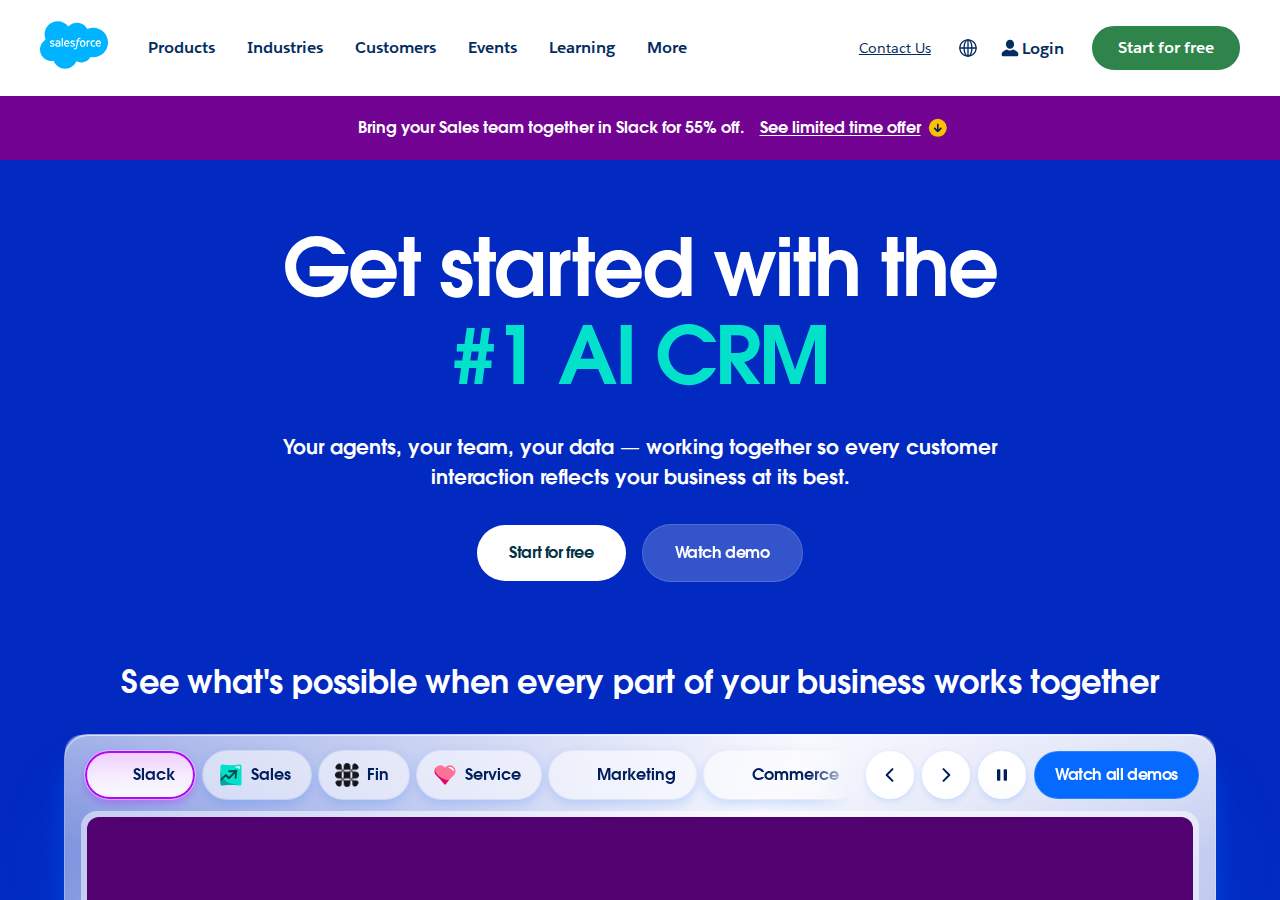 salesforce
Products
Industries
Customers
Events
Learning
More
Contact Us
Login
Start for free
Bring your Sales team together in Slack for 55% off. See limited time offer
Get started with the
#1 AI CRM
Your agents, your team, your data — working together so every customer
interaction reflects your business at its best.
Start for free
Watch demo
See what's possible when every part of your business works together
Slack
Sales
Fin
Service
Marketing
Commerce
Watch all demos